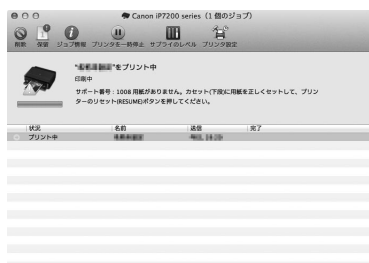 Canon iP7200 series（1 個のジョブ）
削除 保留 ジョブ情報 プリンタを一時停止 サプライのレベル プリンタ設定
"をプリント中
印刷中
サポート番号：1008 用紙がありません。カセット(下段)に用紙を正しくセットして、プリン
ターのリセット(RESUME)ボタンを押してください。
状況 名前 送信 完了
プリント中